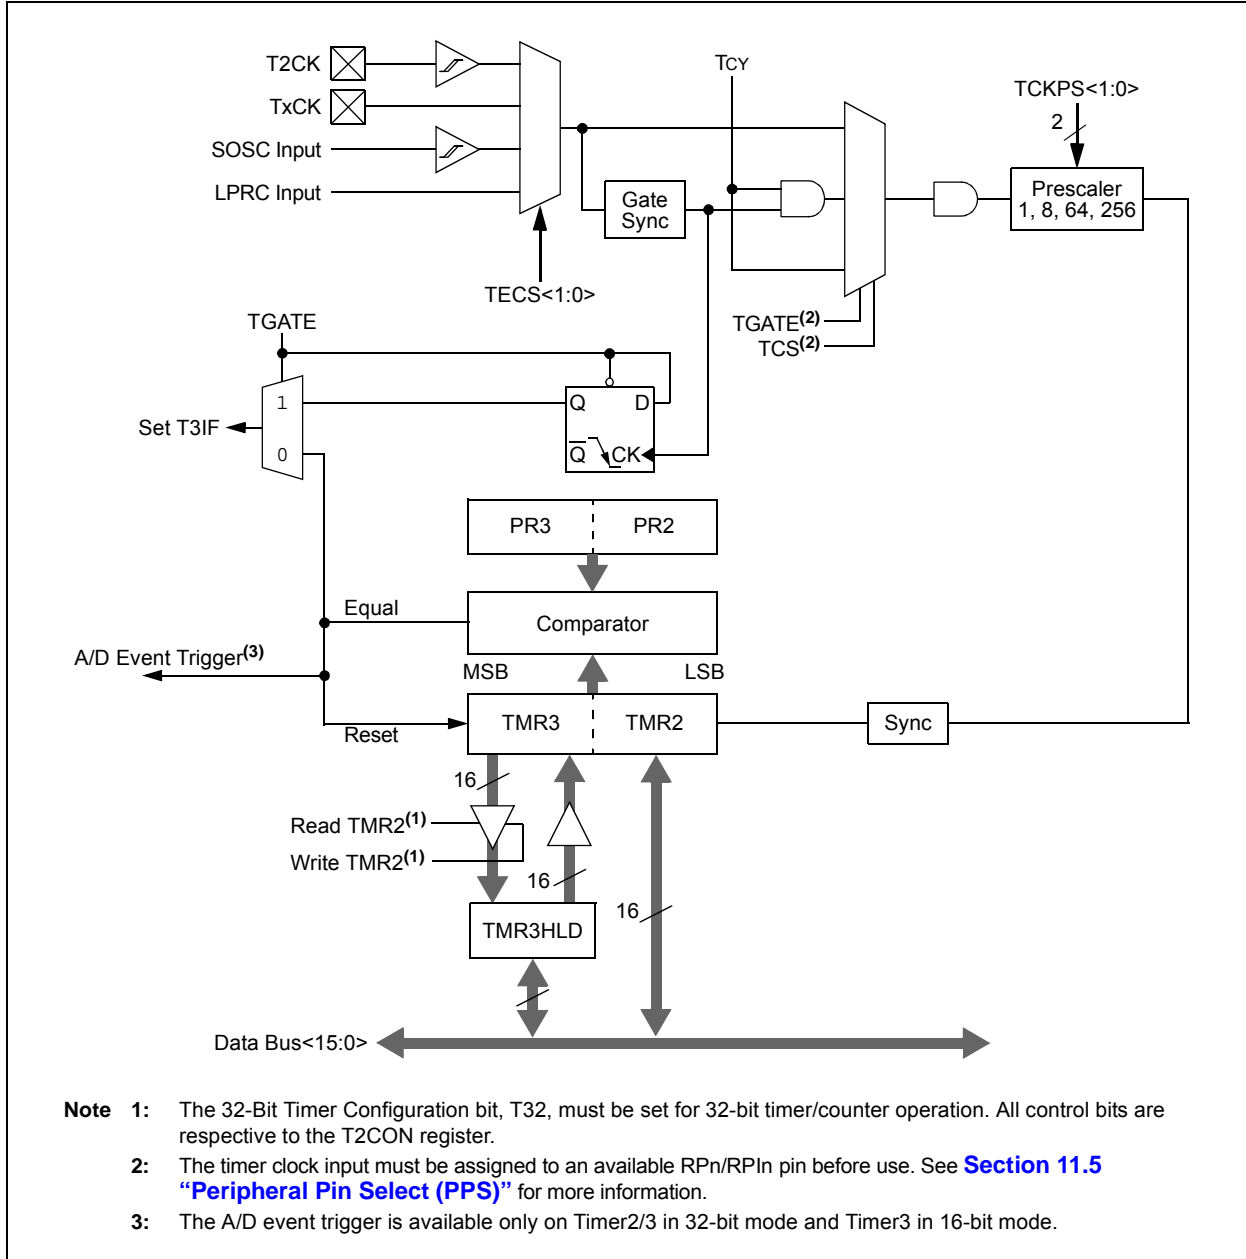 T2CK
TxCK
SOSC Input
LPRC Input
TECS<1:0>
Gate
Sync
TCY
TCKPS<1:0>
2
Prescaler
1, 8, 64, 256
TGATE(2)
TCS(2)
TGATE
1
0
Set T3IF
Q D
Q CK
PR3 PR2
Equal
Comparator
A/D Event Trigger(3)
MSB LSB
Reset
TMR3 TMR2
Sync
16
Read TMR2(1)
Write TMR2(1)
16
16
TMR3HLD
Data Bus<15:0>
Note 1: The 32-Bit Timer Configuration bit, T32, must be set for 32-bit timer/counter operation. All control bits are
respective to the T2CON register.
2: The timer clock input must be assigned to an available RPn/RPIn pin before use. See Section 11.5
“Peripheral Pin Select (PPS)” for more information.
3: The A/D event trigger is available only on Timer2/3 in 32-bit mode and Timer3 in 16-bit mode.